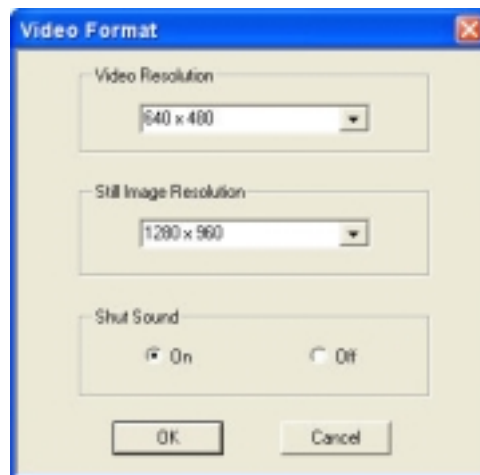 Video Format
Video Resolution
640 x 480
Still Image Resolution
1280 x 960
Shut Sound
On Off
OK Cancel